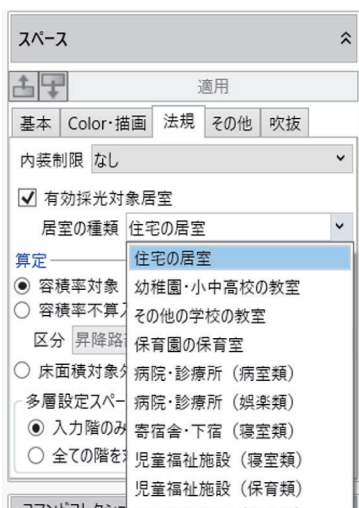 スペース
適用
基本 Color・描画 法規 その他 吹抜
内装制限 なし
有効採光対象居室
居室の種類 住宅の居室
算定
住宅の居室
容積率対象
幼稚園・小中高校の教室
容積率不算
その他の学校の教室
区分 昇降路
保育園の保育室
床面積対象
病院・診療所（病室類）
多層設定スペー
病院・診療所（娯楽類）
入力階のみ
寄宿舎・下宿（寝室類）
全ての階を
児童福祉施設（寝室類）
児童福祉施設（保育類）